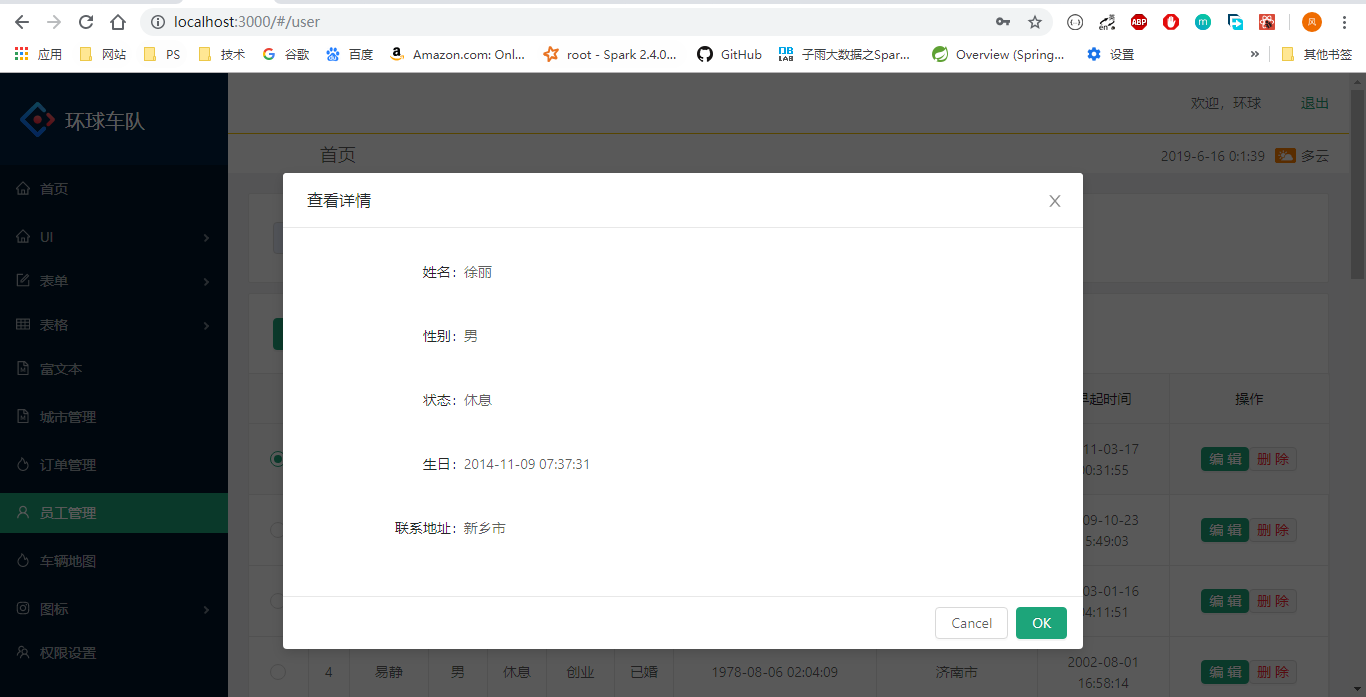 localhost:3000/#/user
应用 网站 PS 技术 谷歌 百度 Amazon.com: Onl... root - Spark 2.4.0... GitHub 子雨大数据之Spar... Overview (Spring... 设置 » 其他书签
环球车队
欢迎，环球 退出
首页
2019-6-16 0:1:39 多云
首页
UI
表单
表格
富文本
城市管理
订单管理
员工管理
车辆地图
图标
权限设置
查看详情
姓名：徐丽
性别：男
状态：休息
生日：2014-11-09 07:37:31
联系地址：新乡市
Cancel OK
早起时间 操作
11-03-17
0:31:55
编 辑 删 除
09-10-23
5:49:03
编 辑 删 除
03-01-16
4:11:51
编 辑 删 除
4 易静 男 休息 创业 已婚 1978-08-06 02:04:09 济南市 2002-08-01
16:58:14
编 辑 删 除